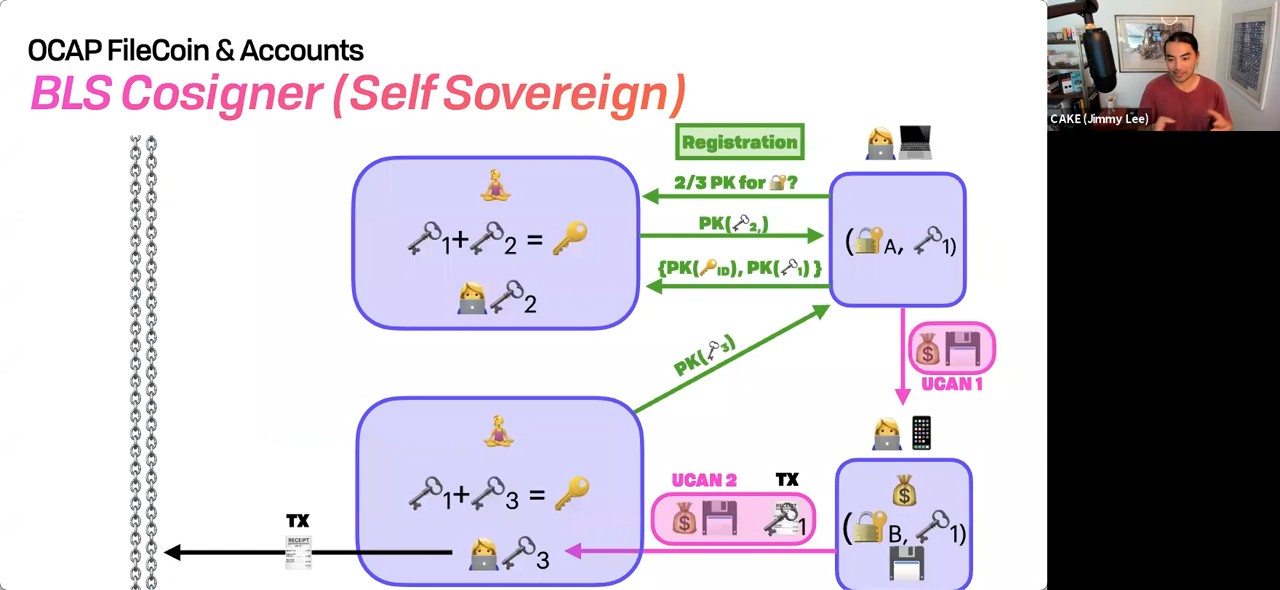 OCAP FileCoin & Accounts
BLS Cosigner (Self Sovereign)
CAKE (Jimmy Lee)
Registration
2/3 PK for 🔐?
1+ 2 =
PK(🗝2,)
(🔐A, 🗝1)
{PK(🔑ID), PK(🗝1) }
2
PK(🗝3)
UCAN 1
1+ 3 =
UCAN 2 TX
1
TX
RECEIPT
(🔐B, 🗝1)
3